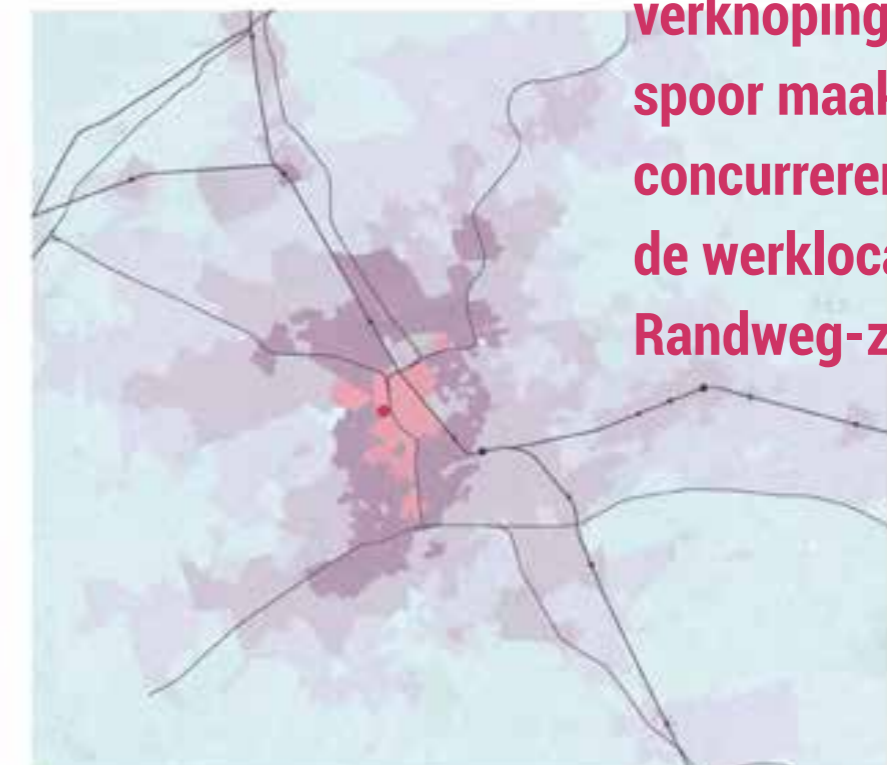 verknoping
spoor maak
concurreren
de werkloca
Randweg-z